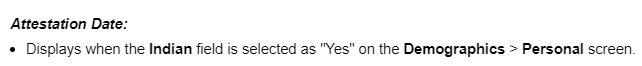 Attestation Date:
• Displays when the Indian field is selected as "Yes" on the Demographics > Personal screen.